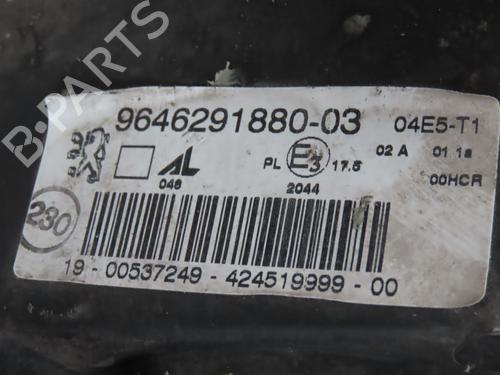 B-PARTS
9646291880-03 04E5-T1
AL PL E3 17.5 02 A 01 1a
046 2044 00HCR
230
19 - 00537249 - 424519999 - 00